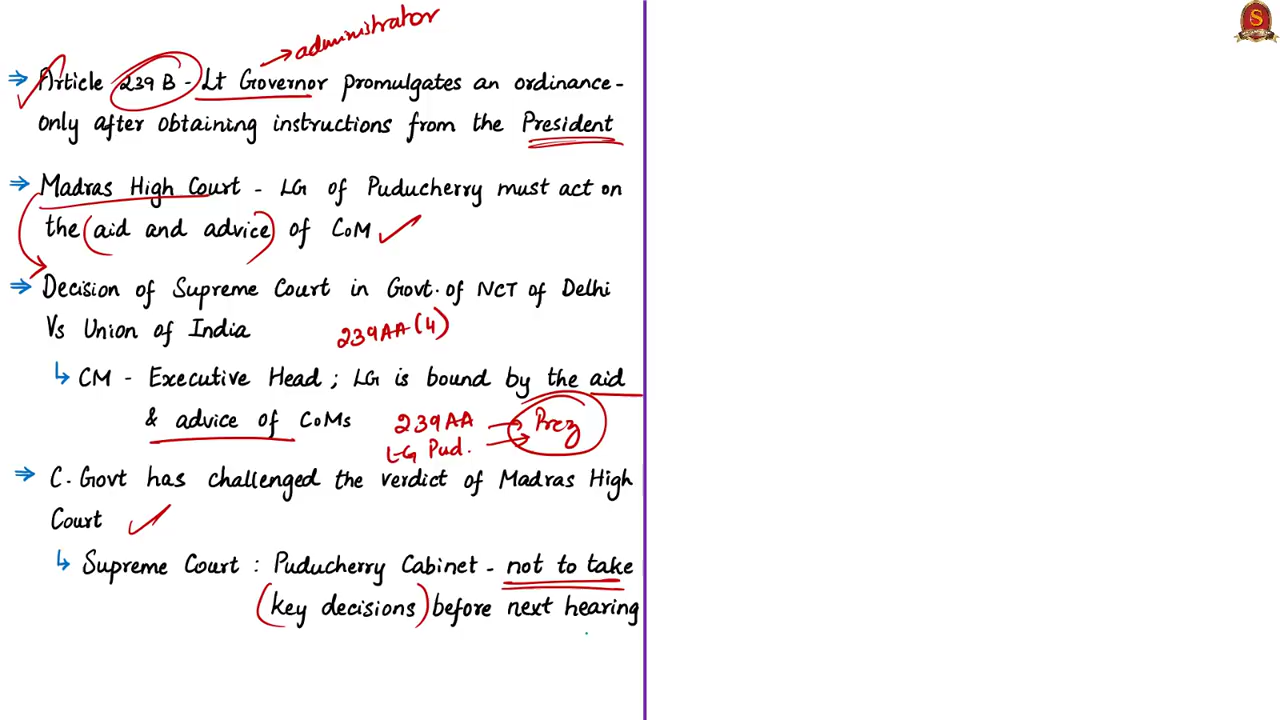 → administrator
⇒ Article 239 B - Lt Governor promulgates an ordinance-
only after obtaining instructions from the President
⇒ Madras High Court - LG of Puducherry must act on
the (aid and advice) of CoM ✓
⇒ Decision of Supreme Court in Govt. of NCT of Delhi
Vs Union of India 239AA(4)
↳ CM - Executive Head ; LG is bound by the aid
& advice of CoMs 239AA → Prez
LG Pud. →
⇒ C. Govt has challenged the verdict of Madras High
Court ✓
↳ Supreme Court : Puducherry Cabinet - not to take
(key decisions) before next hearing
S